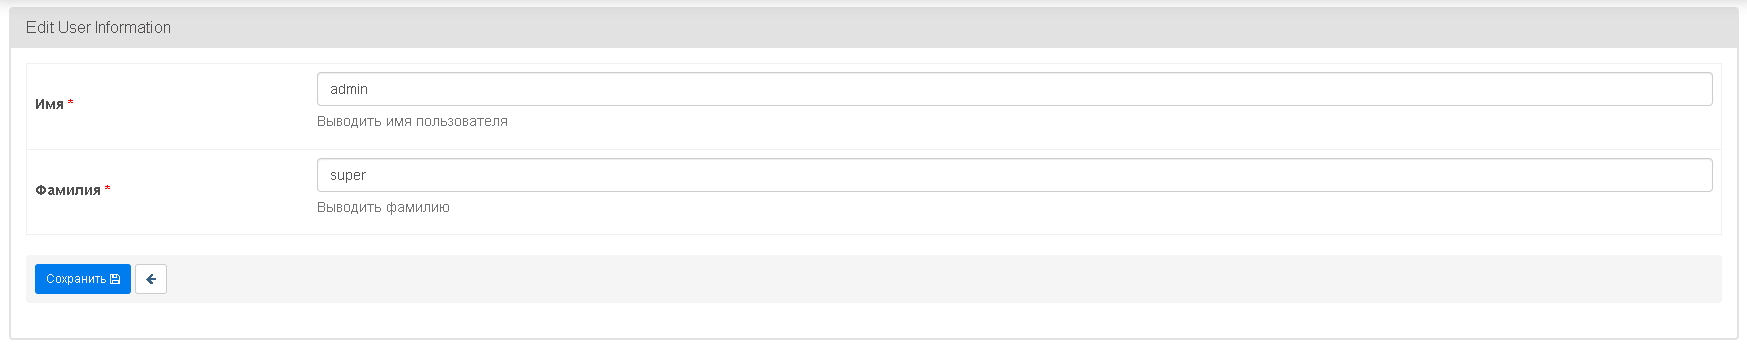 Edit User Information
Имя *
admin
Выводить имя пользователя
Фамилия *
super
Выводить фамилию
Сохранить